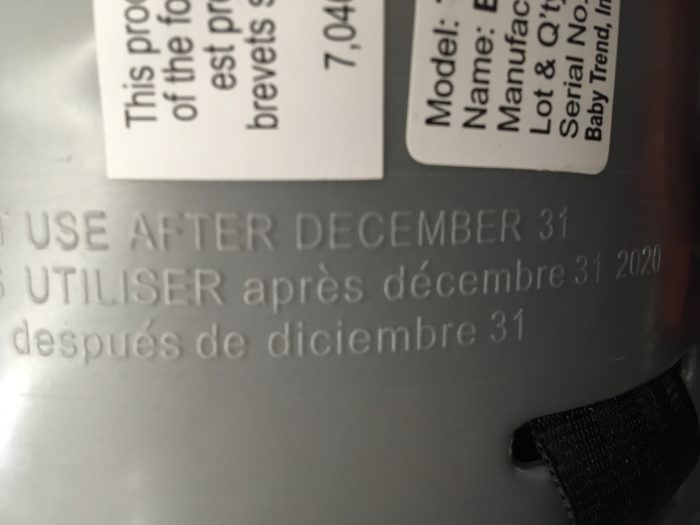 This pro
of the fo
est pr
brevets s
7,04
Model:
Name:
Manufac
Lot & Q'ty
Serial No.
Baby Trend, In
USE AFTER DECEMBER 31
UTILISER après décembre 31 2020
después de diciembre 31